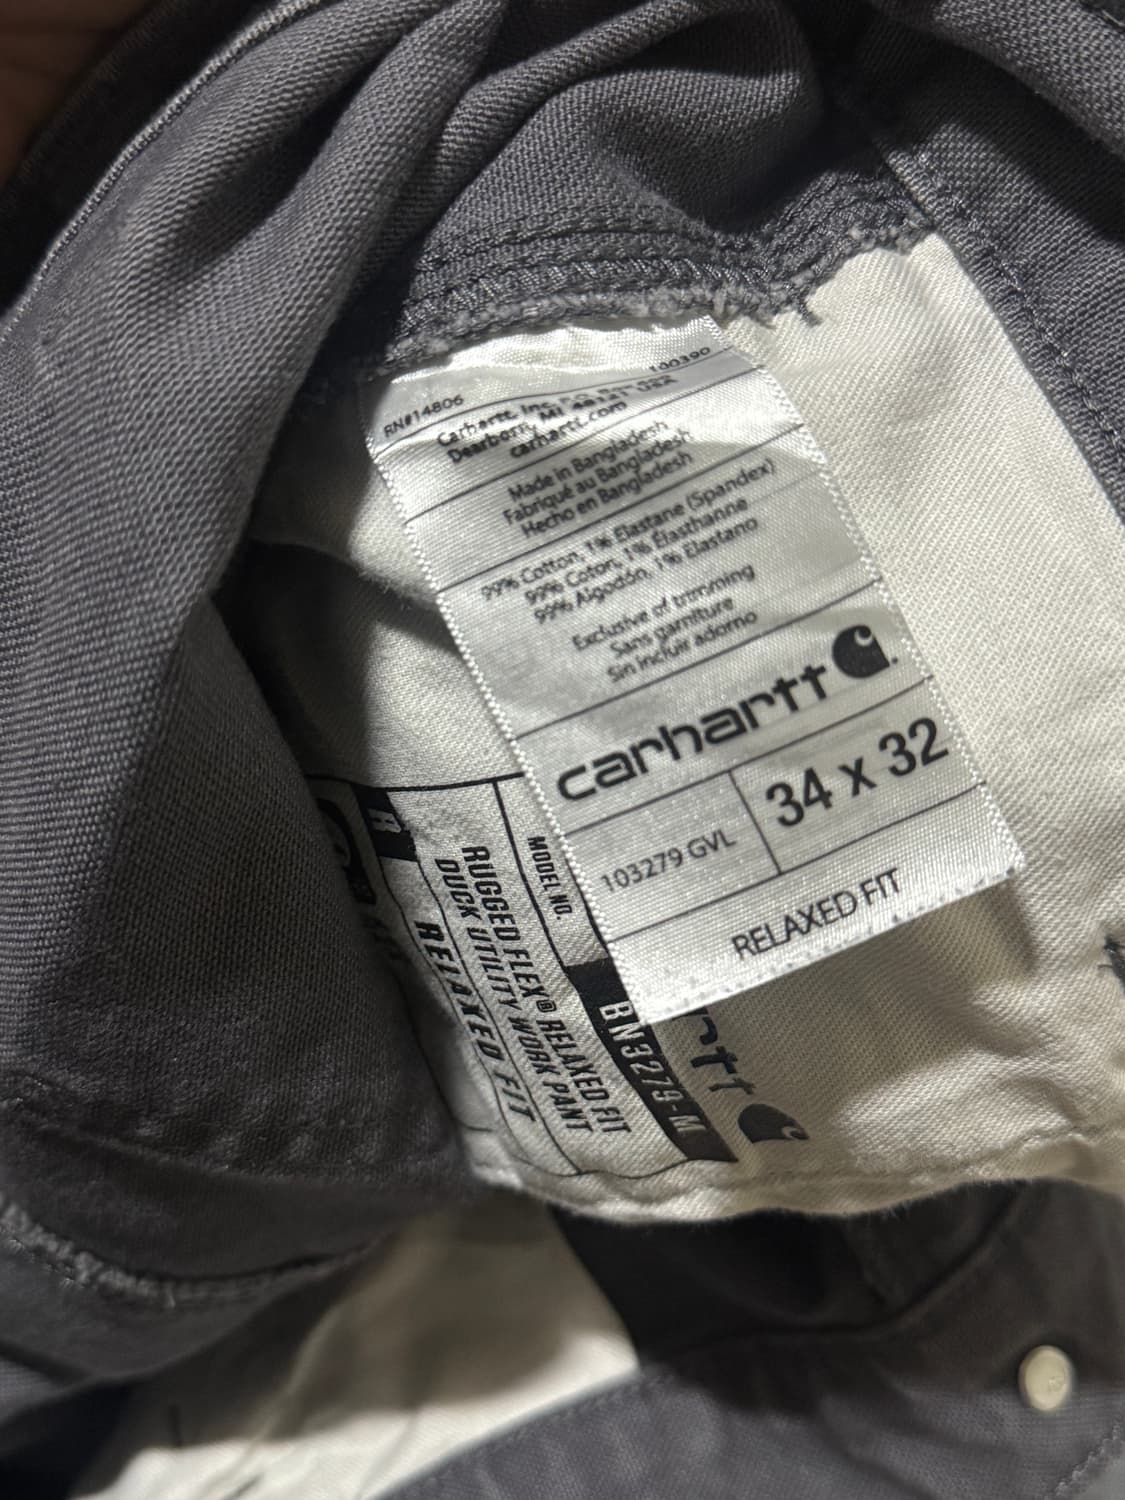 RN#14806 100390
Carhartt, Inc.
Dearborn, MI
carhartt.com
Made in Bangladesh
Fabriqué au Bangladesh
Hecho en Bangladesh
99% Cotton, 1% Elastane (Spandex)
99% Coton, 1% Élasthanne
99% Algodón, 1% Elastano
Exclusive of trimming
Sans garniture
Sin incluir adorno
carhartt
34 x 32
103279 GVL
RELAXED FIT
MODEL NO. BN3279-M
RUGGED FLEX® RELAXED FIT
DUCK UTILITY WORK PANT
RELAXED FIT
rtt